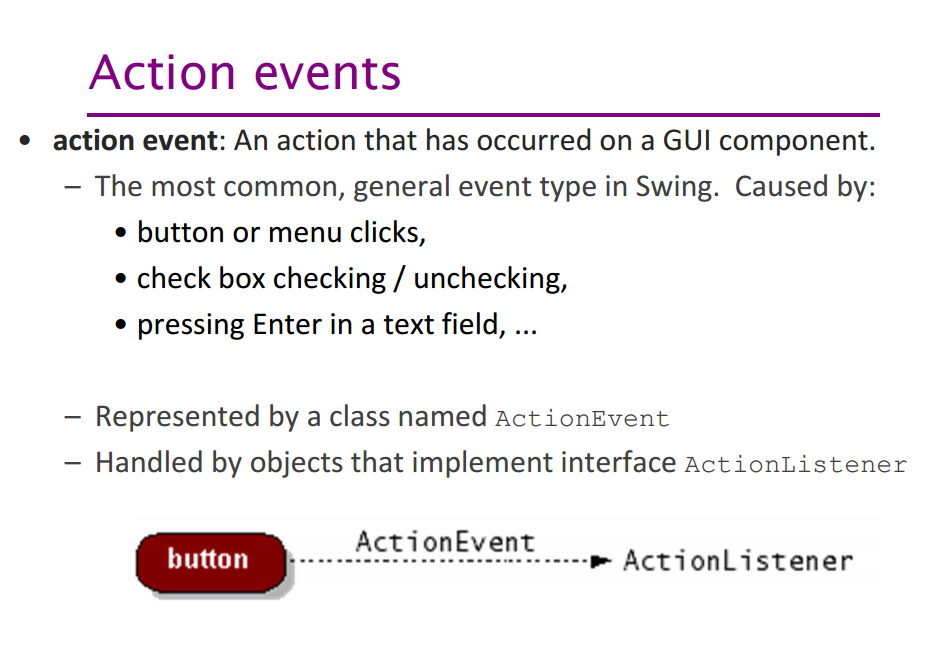 Action events
• action event: An action that has occurred on a GUI component.
– The most common, general event type in Swing.  Caused by:
• button or menu clicks,
• check box checking / unchecking,
• pressing Enter in a text field, ...
– Represented by a class named ActionEvent
– Handled by objects that implement interface ActionListener
button
ActionEvent
ActionListener